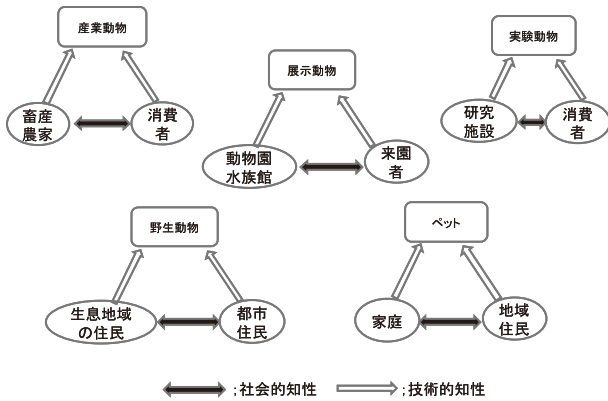 産業動物
畜産
農家
消費
者
展示動物
動物園
水族館
来園
者
実験動物
研究
施設
消費
者
野生動物
生息地域
の住民
都市
住民
ペット
家庭
地域
住民
;社会的知性
;技術的知性